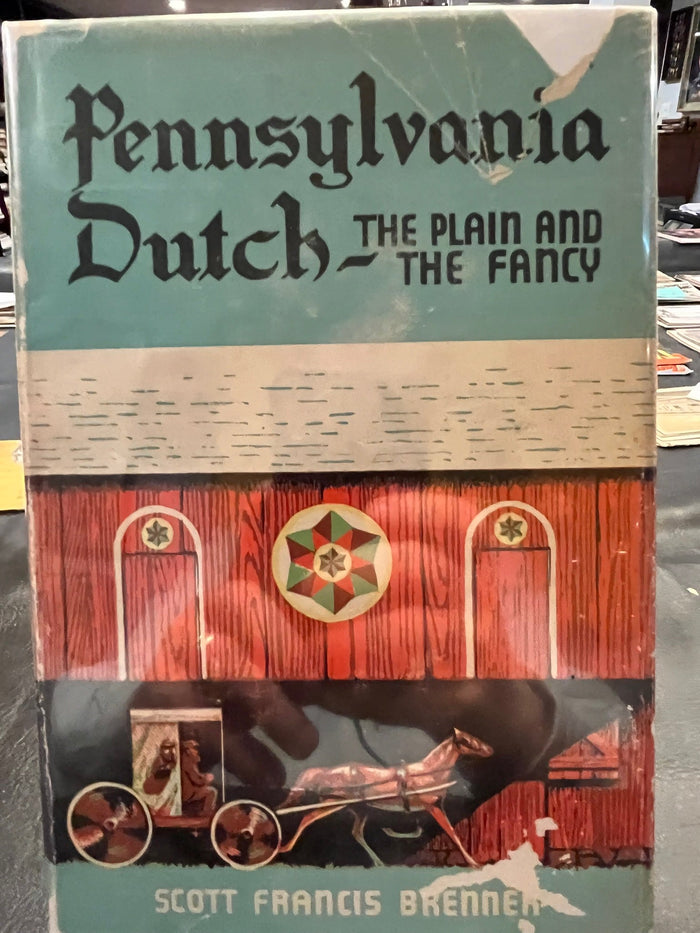 Pennsylvania
Dutch - THE PLAIN AND
THE FANCY
SCOTT FRANCIS BRENNER